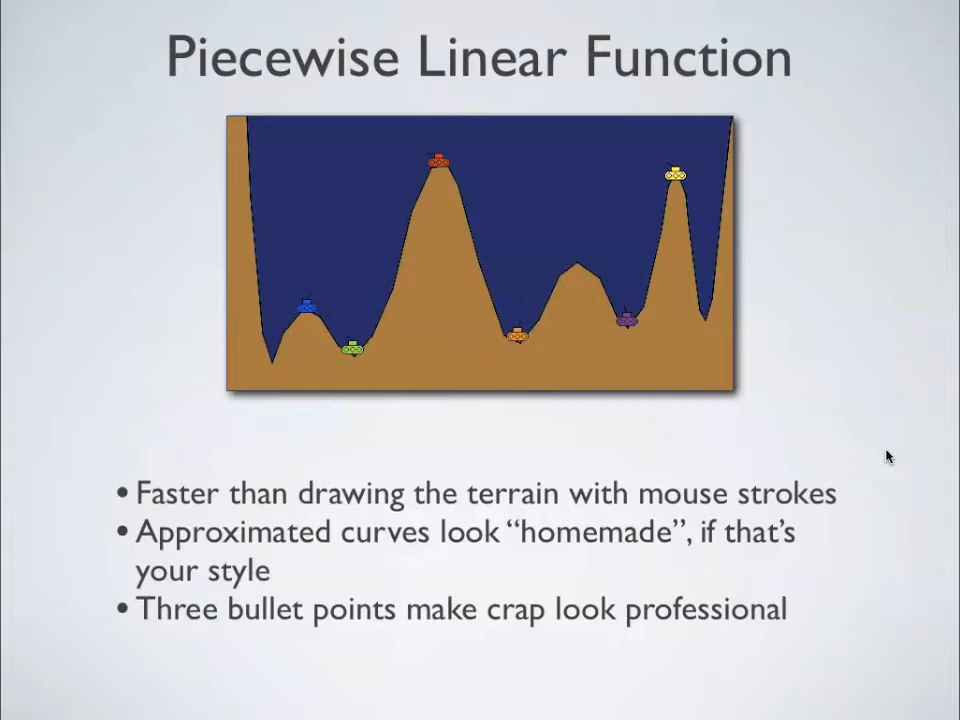 Piecewise Linear Function
• Faster than drawing the terrain with mouse strokes
• Approximated curves look “homemade”, if that’s
your style
• Three bullet points make crap look professional